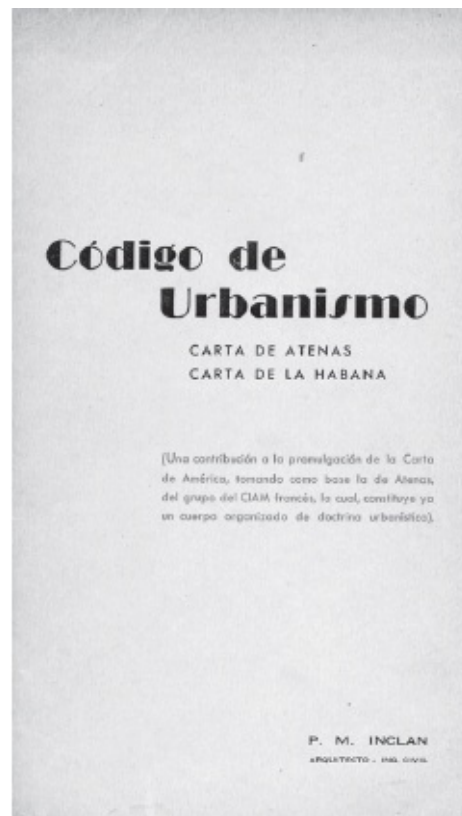 Código de
Urbanismo
CARTA DE ATENAS
CARTA DE LA HABANA
(Una contribución a la promulgación de la Carta
de América, tomando como base la de Atenas,
del grupo del CIAM francés, la cual, constituye ya
un cuerpo organizado de doctrina urbanística).
P. M. INCLAN
ARQUITECTO - ING. CIVIL